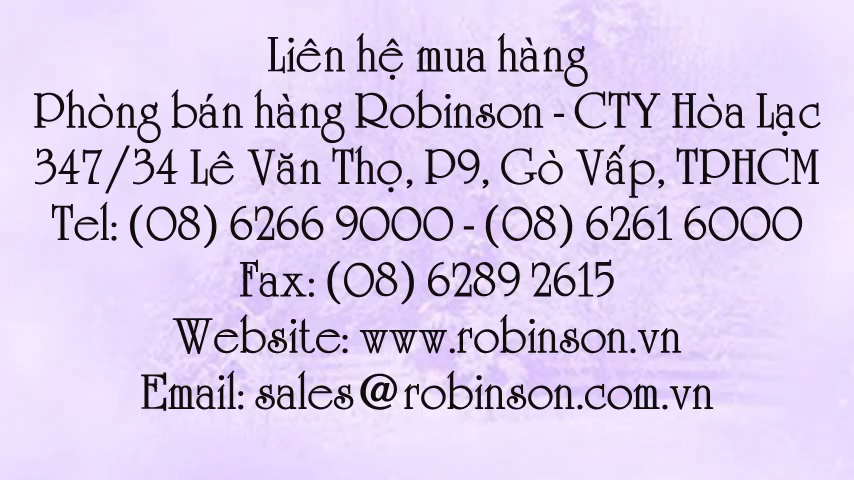 Liên hệ mua hàng
Phòng bán hàng Robinson - CTY Hòa Lạc
347/34 Lê Văn Thọ, P9, Gò Vấp, TPHCM
Tel: (08) 6266 9000 - (08) 6261 6000
Fax: (08) 6289 2615
Website: www.robinson.vn
Email: sales@robinson.com.vn